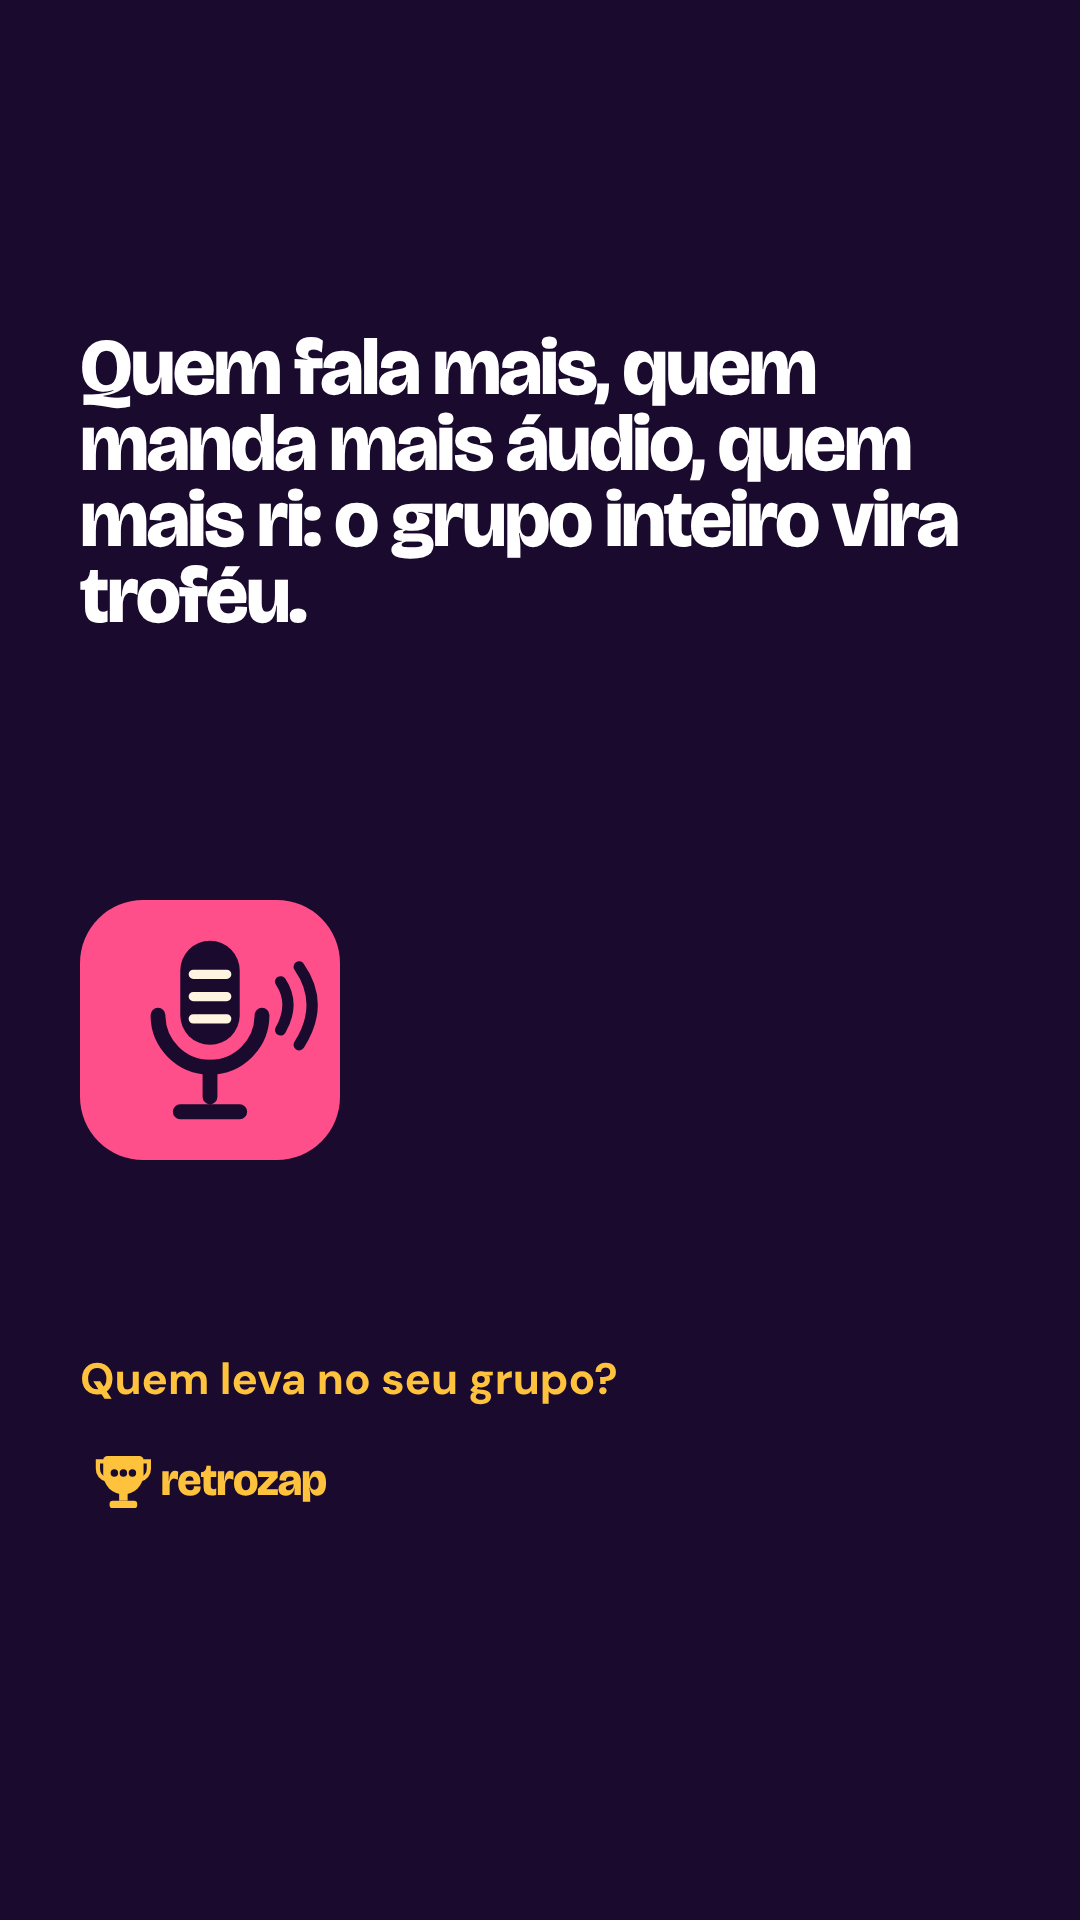 Quem fala mais, quem
manda mais áudio, quem
mais ri: o grupo inteiro vira
troféu.
Quem leva no seu grupo?
retrozap